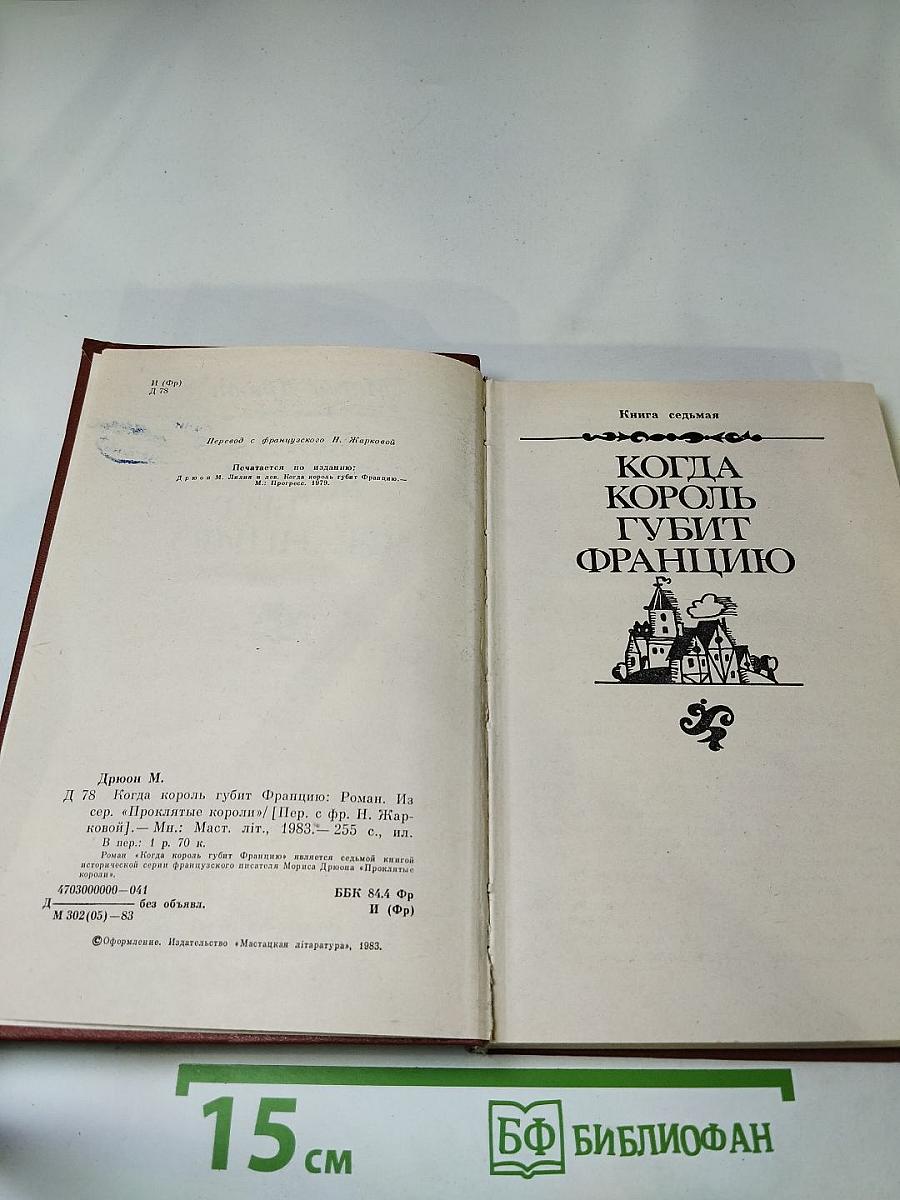 И (Фр)
Д 78
Перевод с французского Н. Жарковой
Печатается по изданию:
Дрюон М. Лилия и лев. Когда король губит Францию.—
М.: Прогресс. 1979.
Дрюон М.
Д 78 Когда король губит Францию: Роман. Из
сер. «Проклятые короли»/[Пер. с фр. Н. Жар-
ковой].— Мн.: Маст. літ., 1983.— 255 с., ил.
В пер.: 1 р. 70 к.
Роман «Когда король губит Францию» является седьмой книгой
исторической серии французского писателя Мориса Дрюона «Проклятые
короли».
4703000000—041
Д без объявл.
М 302(05)—83
ББК 84.4 Фр
И (Фр)
©Оформление. Издательство «Мастацкая літаратура», 1983.
Книга седьмая
КОГДА
КОРОЛЬ
ГУБИТ
ФРАНЦИЮ
15 см
БФ БИБЛИОФАН